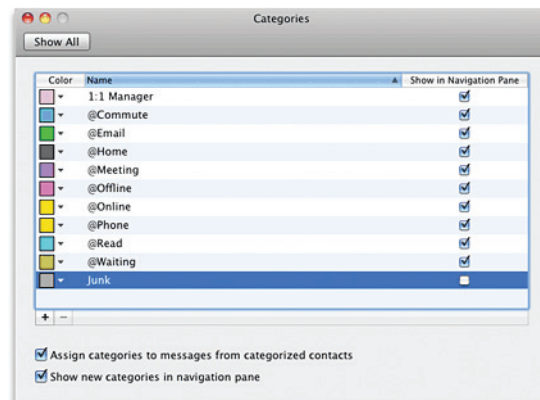 Categories
Show All
Color Name Show in Navigation Pane
1:1 Manager
@Commute
@Email
@Home
@Meeting
@Offline
@Online
@Phone
@Read
@Waiting
Junk
+ −
Assign categories to messages from categorized contacts
Show new categories in navigation pane